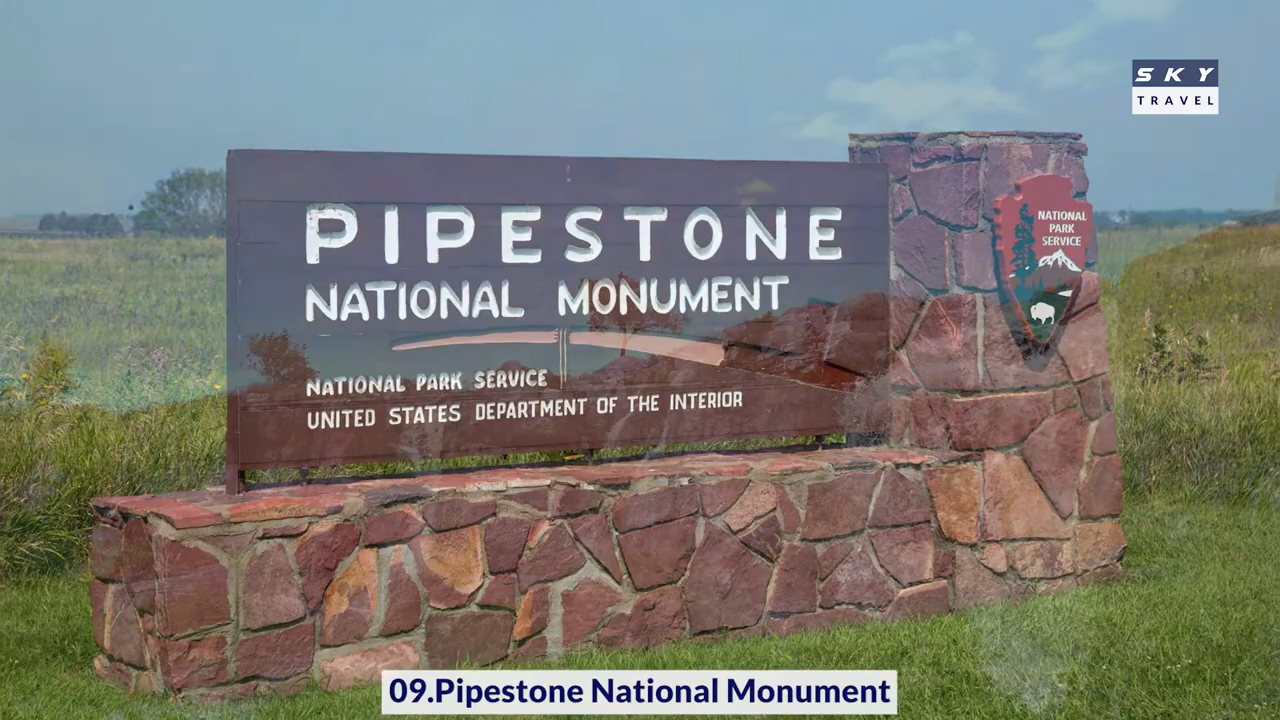 SKY
TRAVEL
PIPESTONE
NATIONAL MONUMENT
NATIONAL PARK SERVICE
UNITED STATES DEPARTMENT OF THE INTERIOR
NATIONAL
PARK
SERVICE
09.Pipestone National Monument